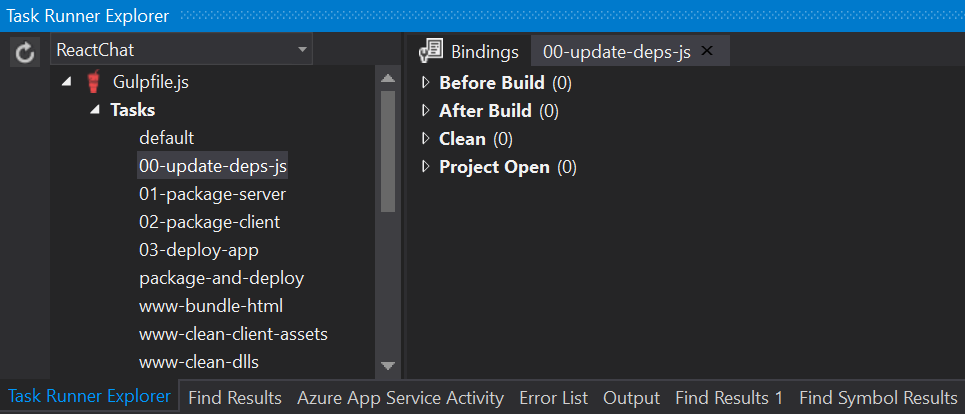 Task Runner Explorer
ReactChat
Gulpfile.js
Tasks
default
00-update-deps-js
01-package-server
02-package-client
03-deploy-app
package-and-deploy
www-bundle-html
www-clean-client-assets
www-clean-dlls
Bindings 00-update-deps-js
Before Build (0)
After Build (0)
Clean (0)
Project Open (0)
Task Runner Explorer Find Results Azure App Service Activity Error List Output Find Results 1 Find Symbol Results